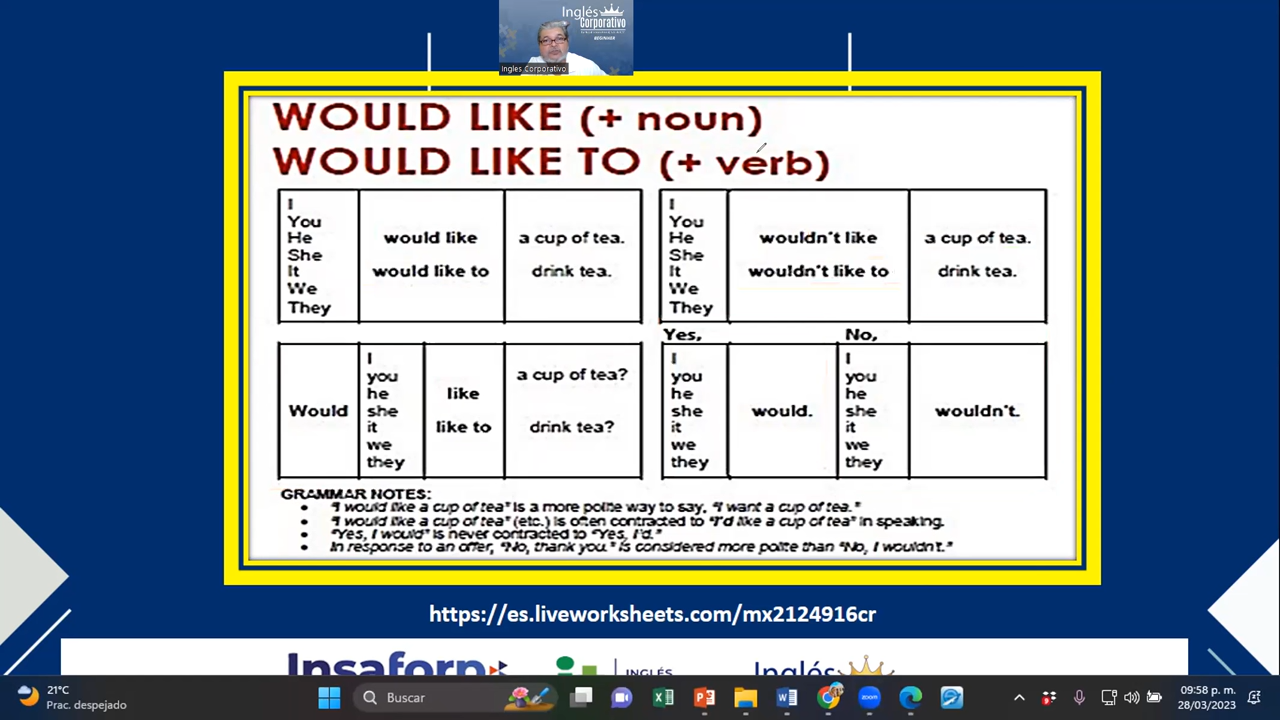 Inglés
Corporativo
BEGINNER
Ingles Corporativo
WOULD LIKE (+ noun)
WOULD LIKE TO (+ verb)
I
You
He
She
It
We
They
would like
would like to
a cup of tea.
drink tea.
I
You
He
She
It
We
They
wouldn't like
wouldn't like to
a cup of tea.
drink tea.
Would
I
you
he
she
it
we
they
like
like to
a cup of tea?
drink tea?
Yes,
I
you
he
she
it
we
they
would.
No,
I
you
he
she
it
we
they
wouldn't.
GRAMMAR NOTES:
• "I would like a cup of tea" is a more polite way to say, "I want a cup of tea."
• "I would like a cup of tea" (etc.) is often contracted to "I'd like a cup of tea" in speaking.
• "Yes, I would" is never contracted to "Yes, I'd."
• In response to an offer, "No, thank you." is considered more polite than "No, I wouldn't."
https://es.liveworksheets.com/mx2124916cr
Insaforp
INGLÉS
Inglés
21°C
Prac. despejado
Buscar
zoom
09:58 p. m.
28/03/2023